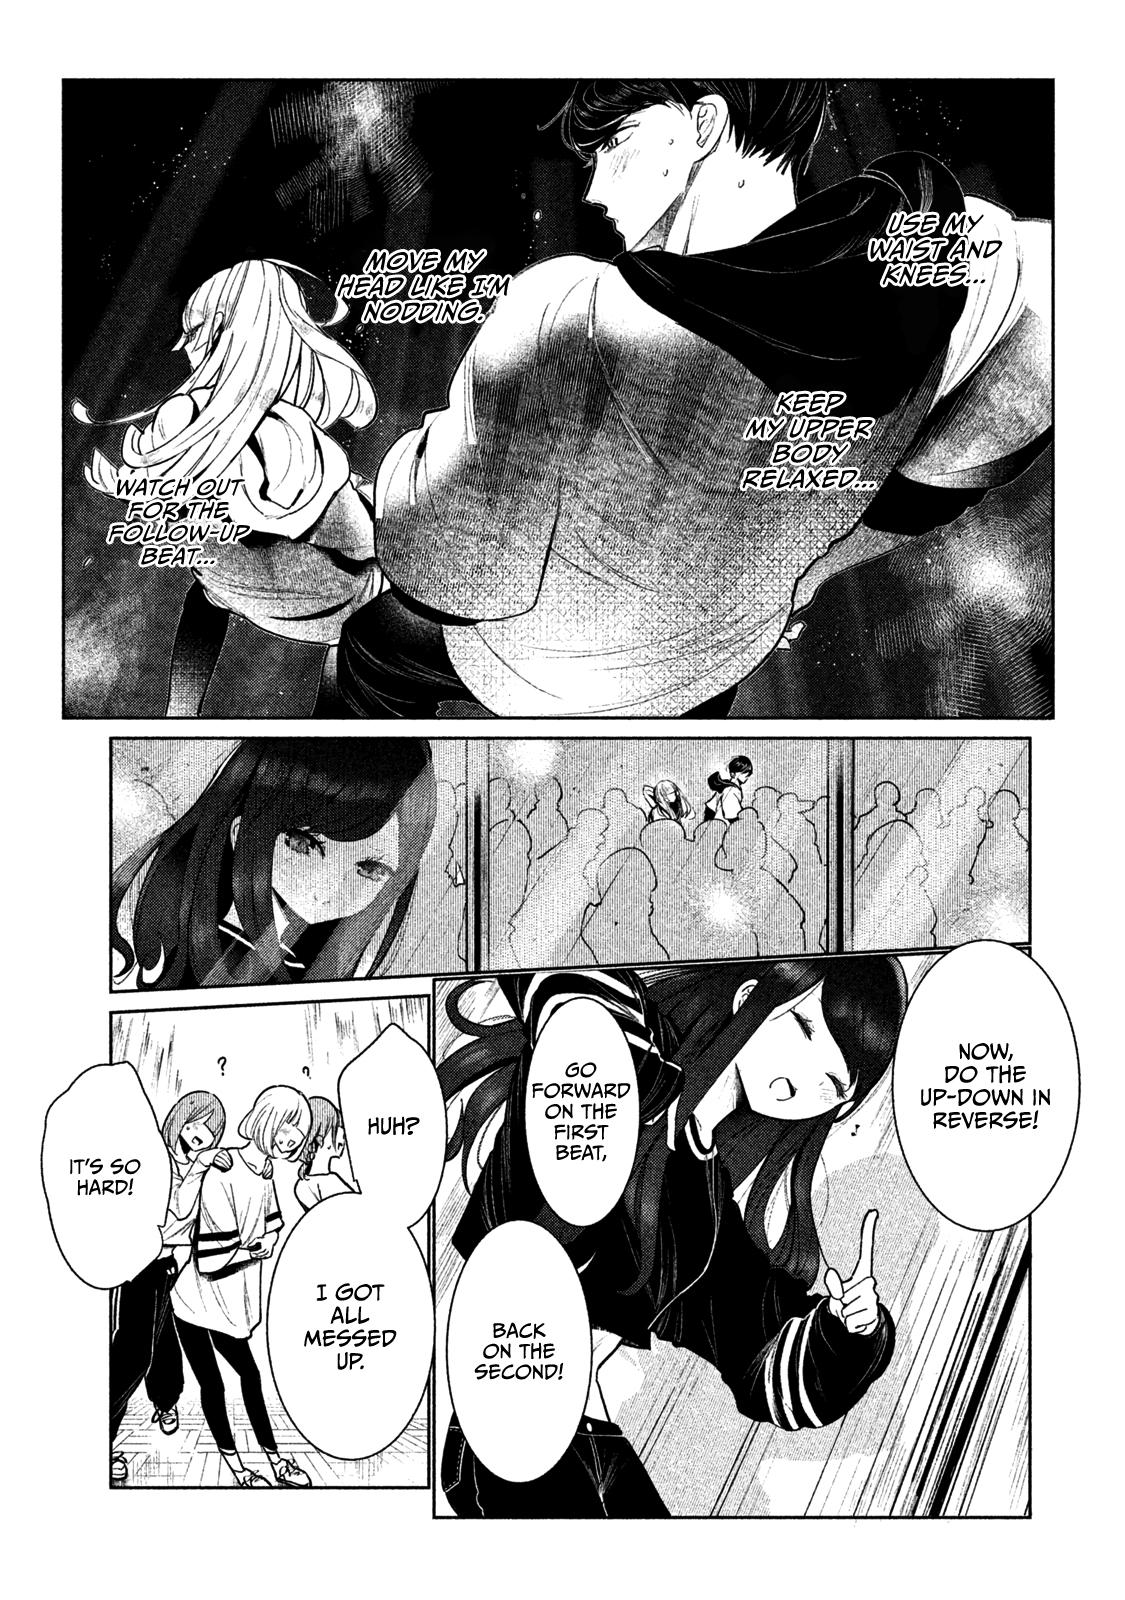 USE MY
WAIST AND
KNEES...
MOVE MY
HEAD LIKE I'M
NODDING.
KEEP
MY UPPER
BODY
RELAXED...
WATCH OUT
FOR THE
FOLLOW-UP
BEAT...
NOW,
DO THE
UP-DOWN IN
REVERSE!
GO
FORWARD
ON THE
FIRST
BEAT,
BACK
ON THE
SECOND!
?
?
HUH?
IT'S SO
HARD!
I GOT
ALL
MESSED
UP.